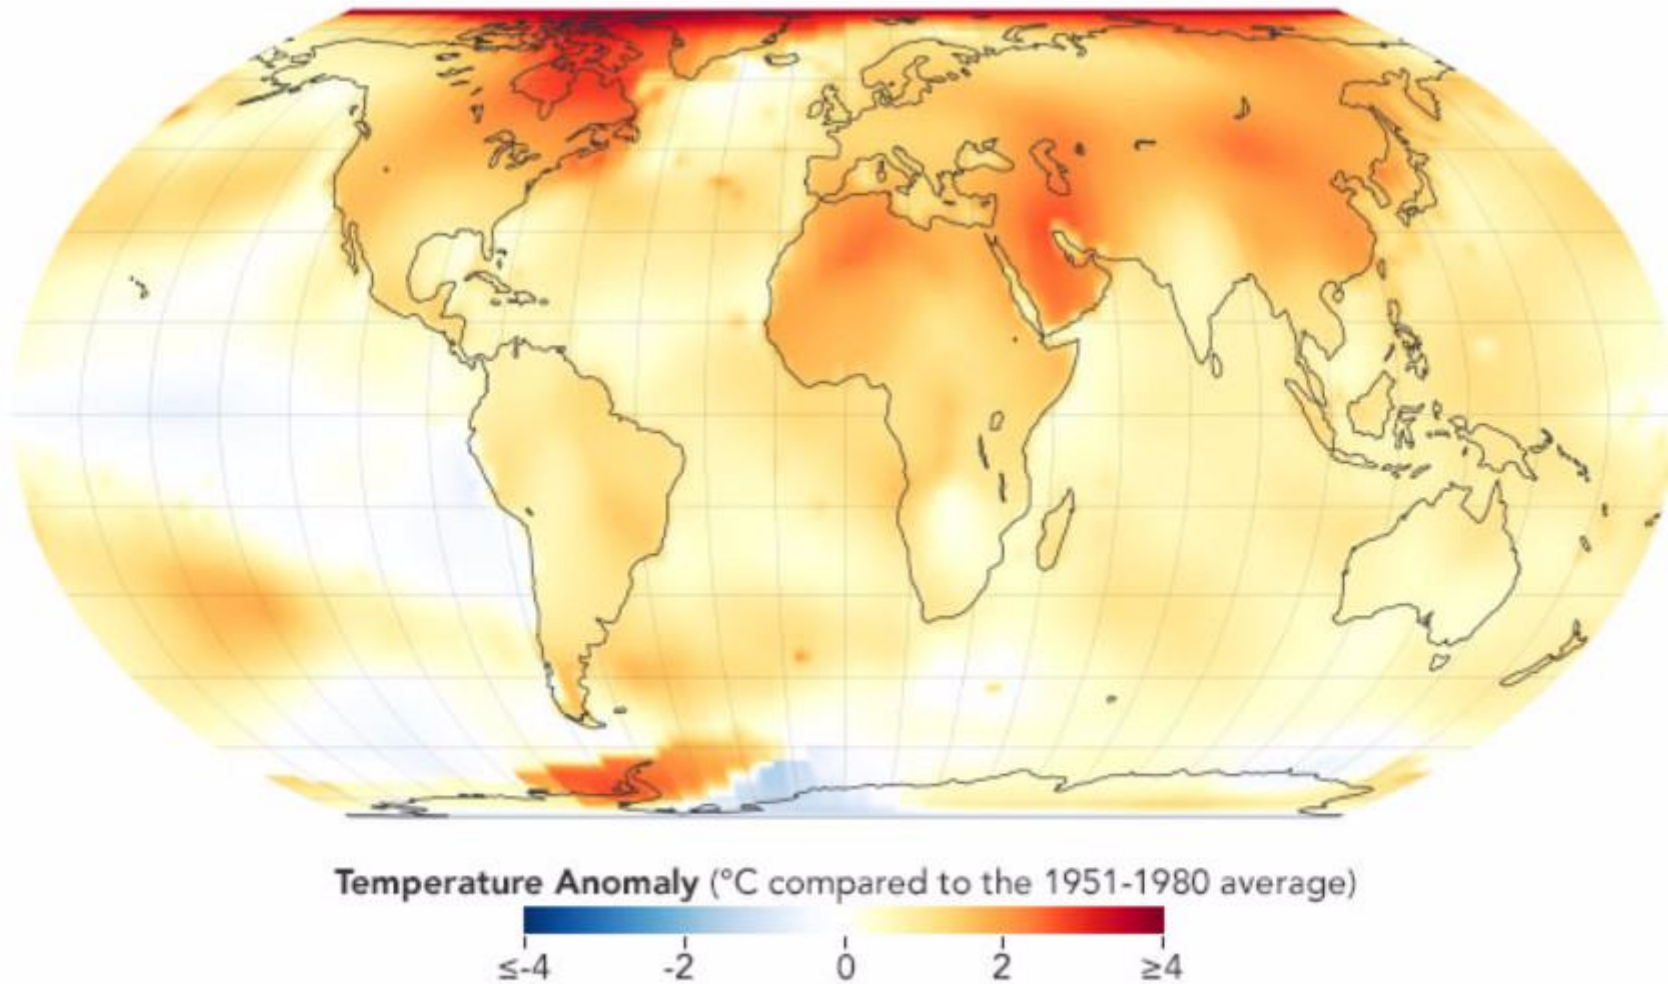 Temperature Anomaly (°C compared to the 1951-1980 average)
≤-4 -2 0 2 ≥4